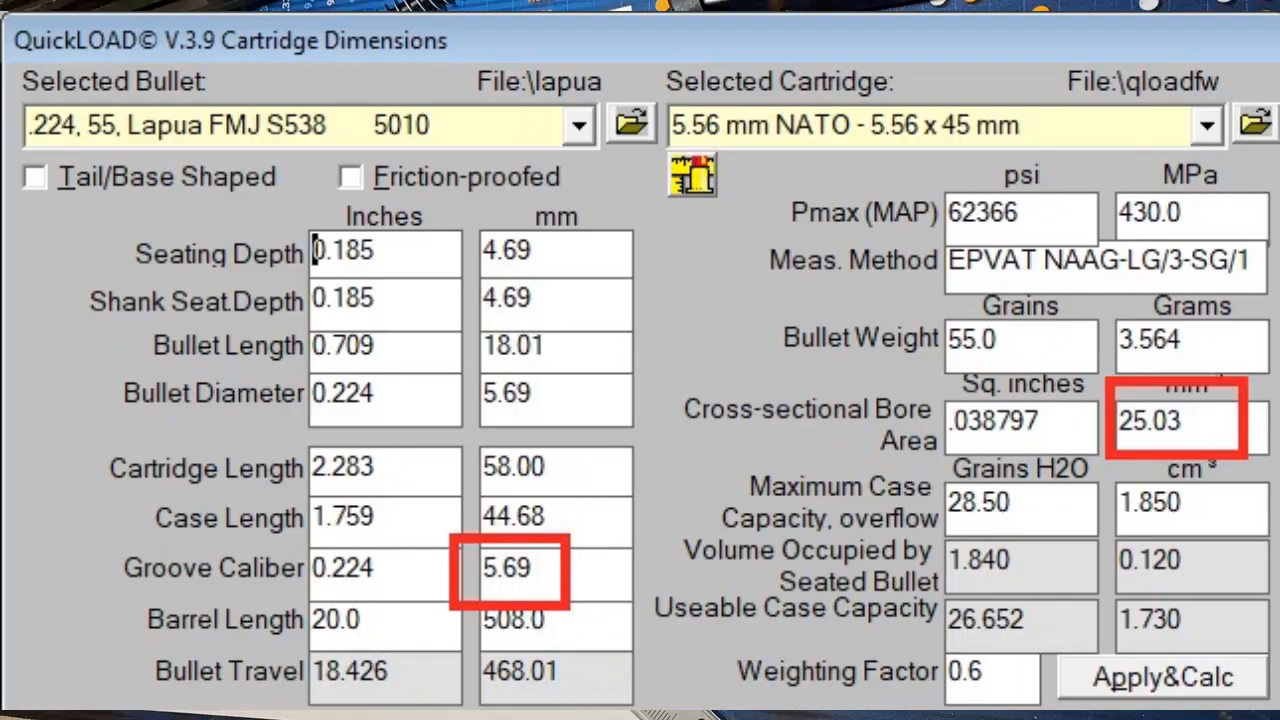 QuickLOAD© V.3.9 Cartridge Dimensions
Selected Bullet: File:\lapua
.224, 55, Lapua FMJ S538 5010
Tail/Base Shaped Friction-proofed
Inches mm
Seating Depth 0.185 4.69
Shank Seat.Depth 0.185 4.69
Bullet Length 0.709 18.01
Bullet Diameter 0.224 5.69
Cartridge Length 2.283 58.00
Case Length 1.759 44.68
Groove Caliber 0.224 5.69
Barrel Length 20.0 508.0
Bullet Travel 18.426 468.01
Selected Cartridge: File:\qloadfw
5.56 mm NATO - 5.56 x 45 mm
psi MPa
Pmax (MAP) 62366 430.0
Meas. Method EPVAT NAAG-LG/3-SG/1
Grains Grams
Bullet Weight 55.0 3.564
Sq. inches
Cross-sectional Bore
Area .038797 25.03
Grains H2O cm³
Maximum Case
Capacity, overflow 28.50 1.850
Volume Occupied by
Seated Bullet 1.840 0.120
Useable Case Capacity 26.652 1.730
Weighting Factor 0.6 Apply&Calc